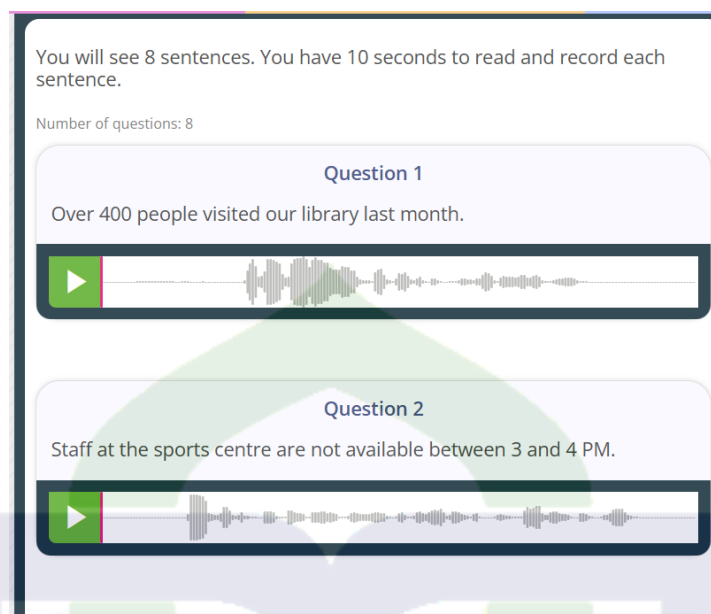 You will see 8 sentences. You have 10 seconds to read and record each
sentence.
Number of questions: 8
Question 1
Over 400 people visited our library last month.
Question 2
Staff at the sports centre are not available between 3 and 4 PM.